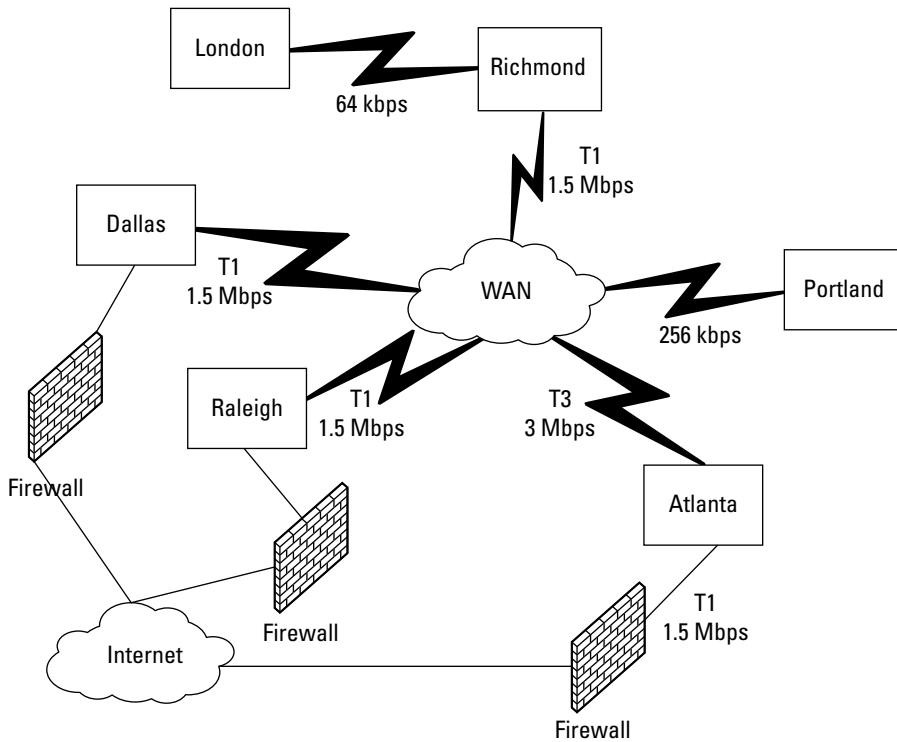 London
Richmond
64 kbps
T1
1.5 Mbps
Dallas
T1
1.5 Mbps
WAN
Portland
256 kbps
Raleigh
T1
1.5 Mbps
T3
3 Mbps
Firewall
Atlanta
T1
1.5 Mbps
Firewall
Internet
Firewall